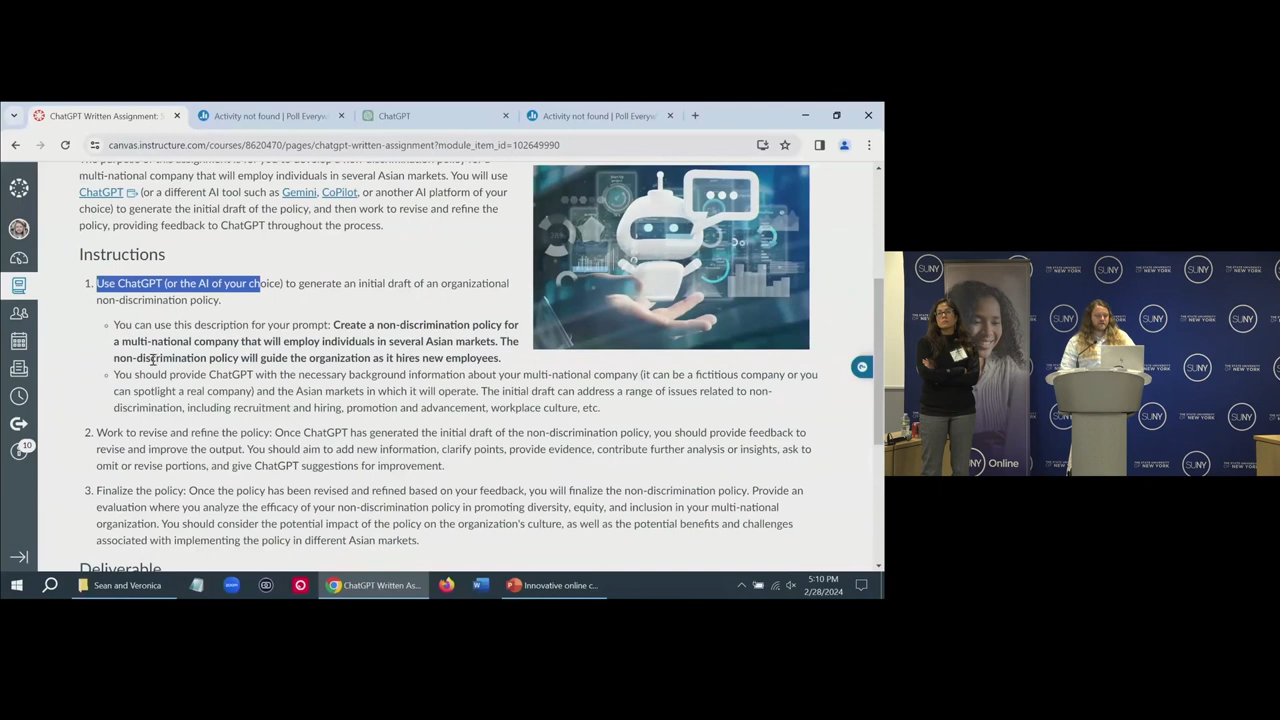 ChatGPT Written Assignment: S
Activity not found | Poll Everyw
ChatGPT
Activity not found | Poll Everyw
canvas.instructure.com/courses/8620470/pages/chatgpt-written-assignment?module_item_id=102649990
multi-national company that will employ individuals in several Asian markets. You will use
ChatGPT (or a different AI tool such as Gemini, CoPilot, or another AI platform of your
choice) to generate the initial draft of the policy, and then work to revise and refine the
policy, providing feedback to ChatGPT throughout the process.
Instructions
1. Use ChatGPT (or the AI of your choice) to generate an initial draft of an organizational
non-discrimination policy.
You can use this description for your prompt: Create a non-discrimination policy for
a multi-national company that will employ individuals in several Asian markets. The
non-discrimination policy will guide the organization as it hires new employees.
You should provide ChatGPT with the necessary background information about your multi-national company (it can be a fictitious company or you
can spotlight a real company) and the Asian markets in which it will operate. The initial draft can address a range of issues related to non-
discrimination, including recruitment and hiring, promotion and advancement, workplace culture, etc.
2. Work to revise and refine the policy: Once ChatGPT has generated the initial draft of the non-discrimination policy, you should provide feedback to
revise and improve the output. You should aim to add new information, clarify points, provide evidence, contribute further analysis or insights, ask to
omit or revise portions, and give ChatGPT suggestions for improvement.
3. Finalize the policy: Once the policy has been revised and refined based on your feedback, you will finalize the non-discrimination policy. Provide an
evaluation where you analyze the efficacy of your non-discrimination policy in promoting diversity, equity, and inclusion in your multi-national
organization. You should consider the potential impact of the policy on the organization's culture, as well as the potential benefits and challenges
associated with implementing the policy in different Asian markets.
Deliverable
10
Sean and Veronica
ChatGPT Written As...
Innovative online c...
5:10 PM
2/28/2024
SUNY
THE STATE UNIVERSITY
OF NEW YORK
SUNY
SUNY
SUNY
SUNY Online